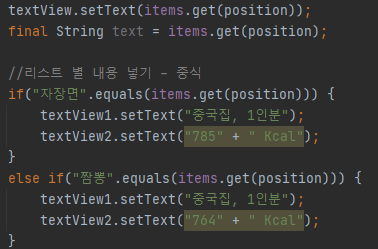 textView.setText(items.get(position));
final String text = items.get(position);
//리스트 별 내용 넣기 - 중식
if("자장면".equals(items.get(position))) {
textView1.setText("중국집, 1인분");
textView2.setText("785" + " Kcal");
}
else if("짬뽕".equals(items.get(position))) {
textView1.setText("중국집, 1인분");
textView2.setText("764" + " Kcal");
}